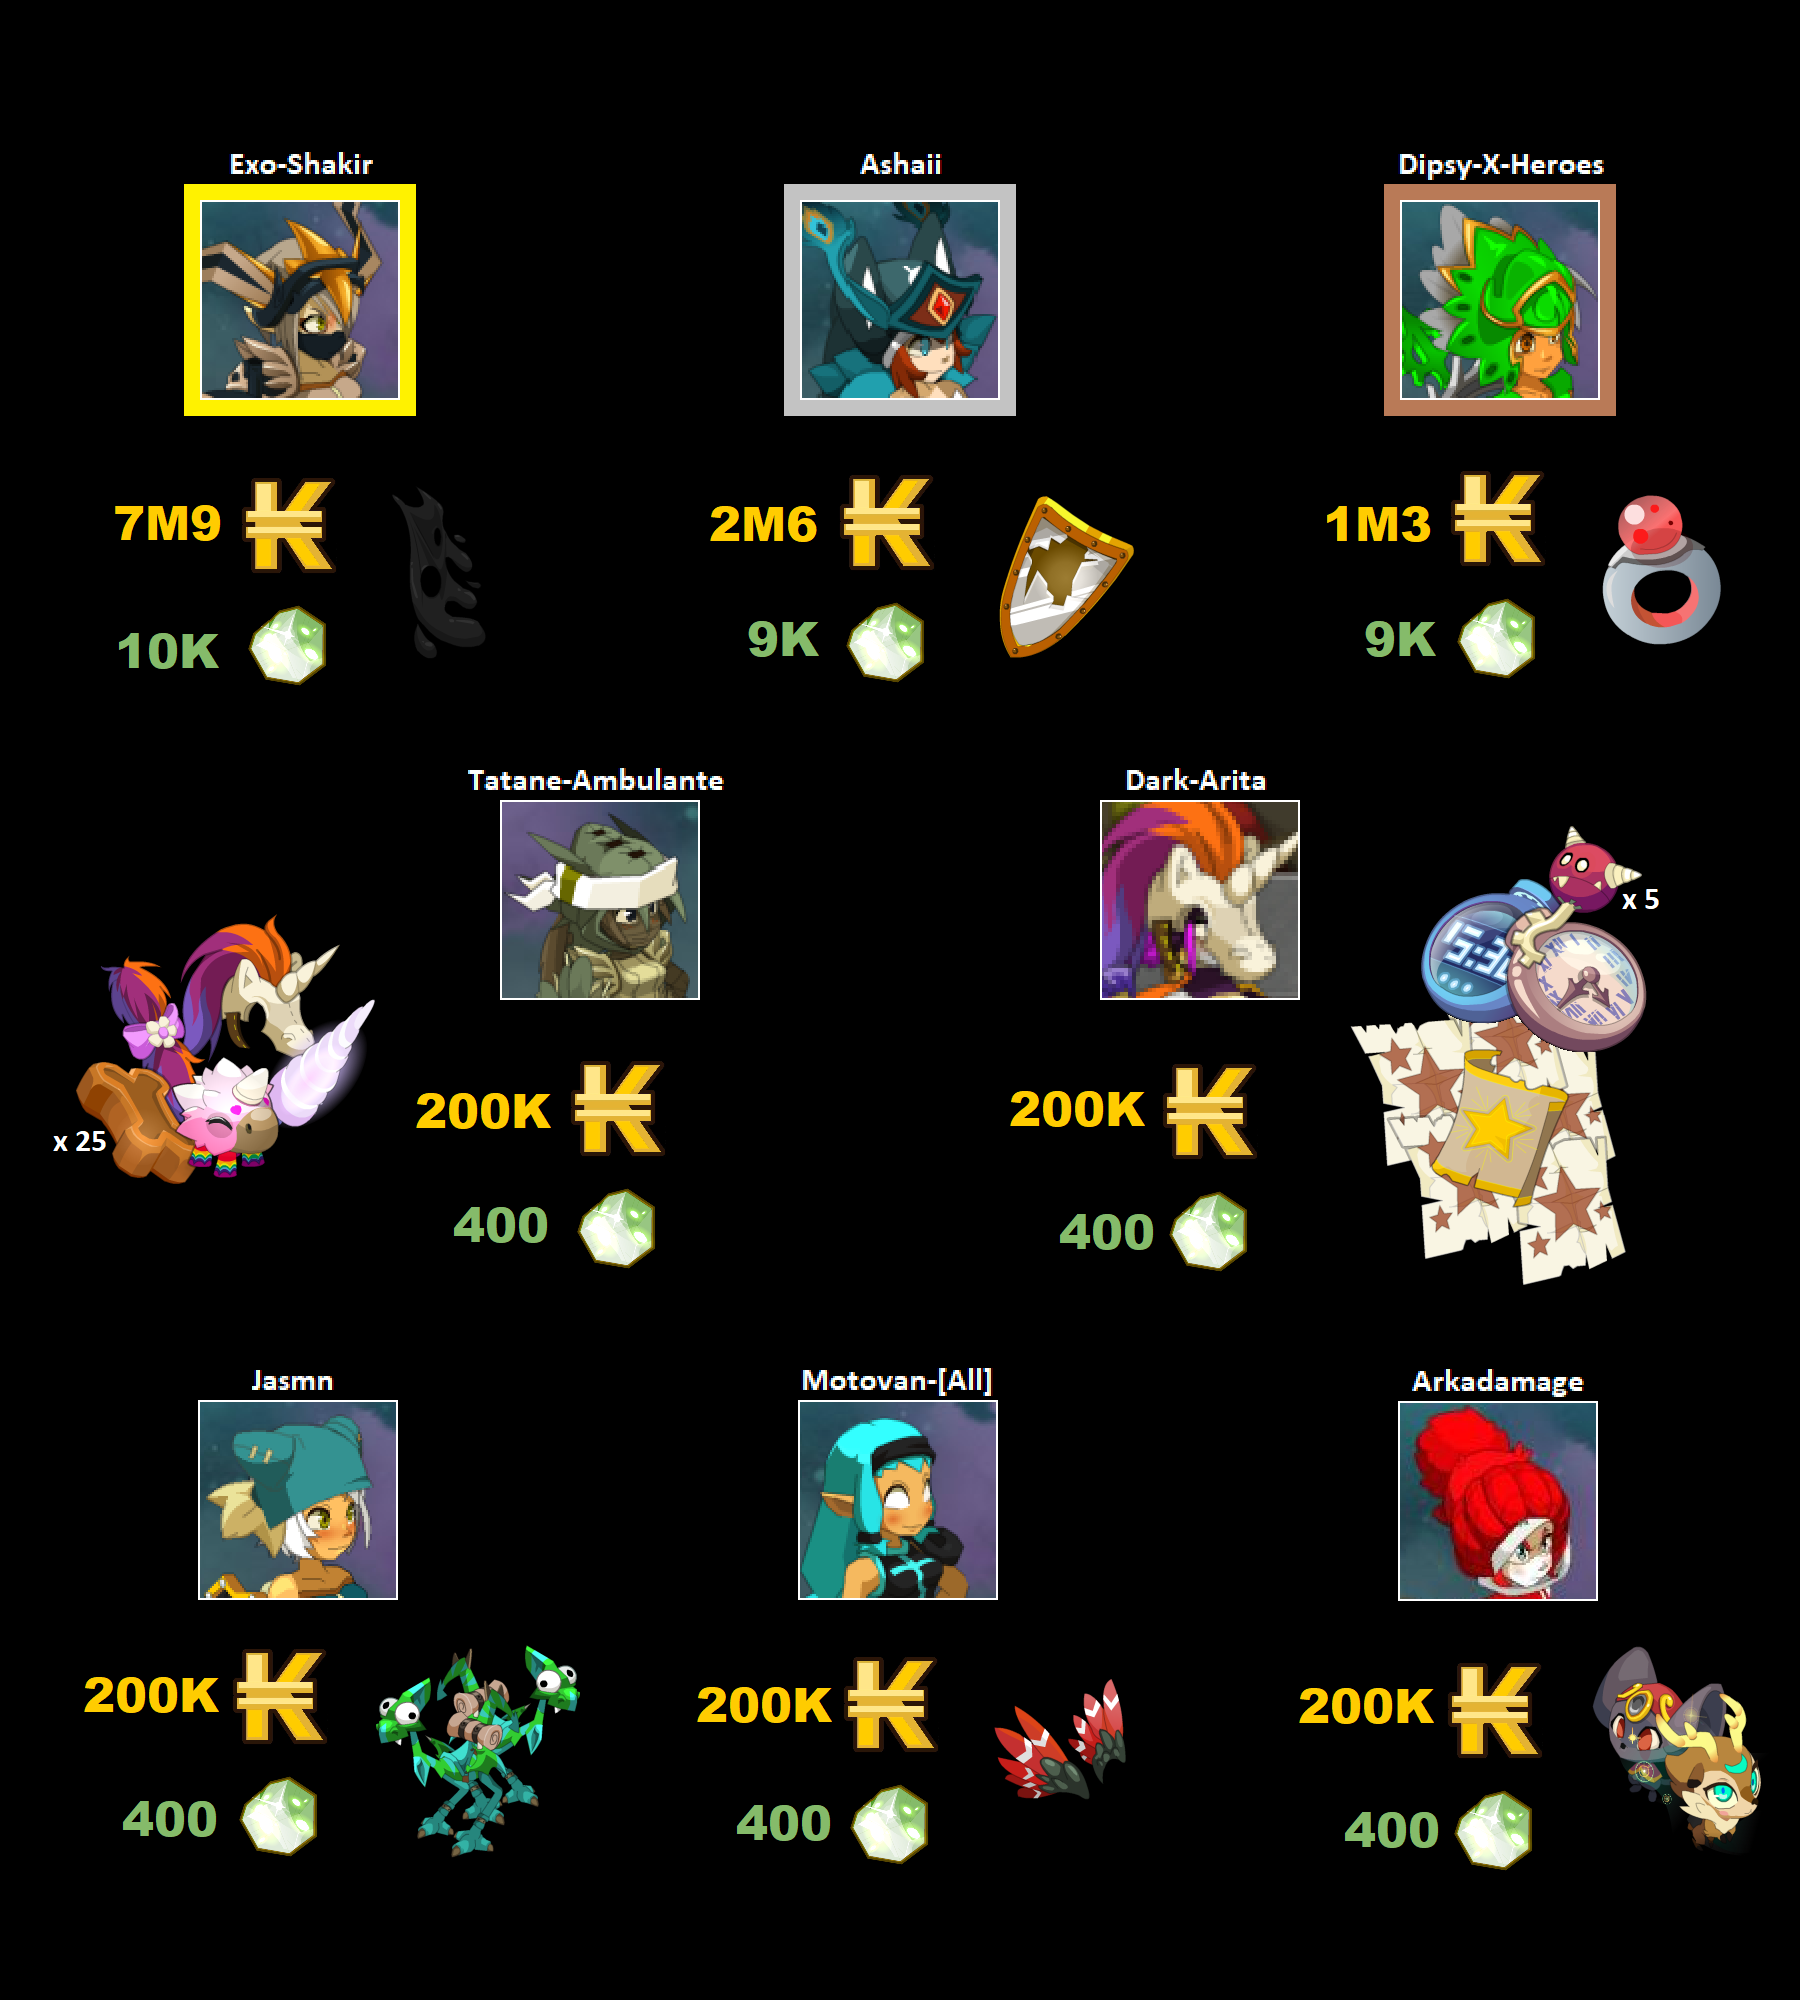 Exo-Shakir
Ashaii
Dipsy-X-Heroes
7M9
2M6
1M3
10K
9K
9K
Tatane-Ambulante
Dark-Arita
x 5
x 25
200K
200K
400
400
Jasmn
Motovan-[All]
Arkadamage
200K
200K
200K
400
400
400